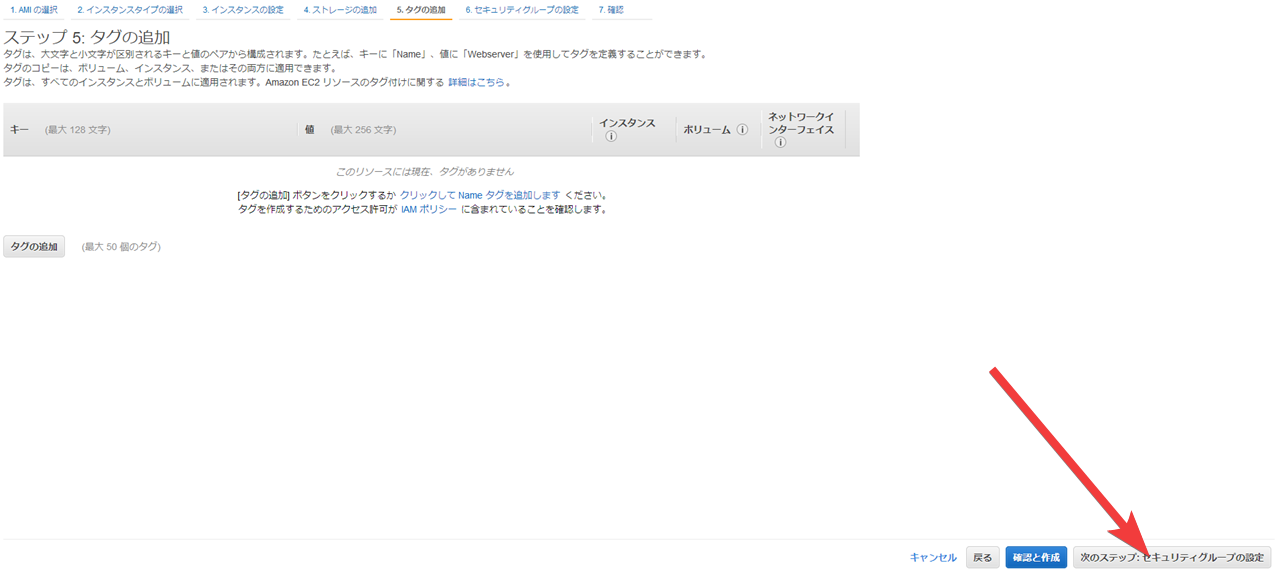 1. AMI の選択 2. インスタンスタイプの選択 3. インスタンスの設定 4. ストレージの追加 5. タグの追加 6. セキュリティグループの設定 7. 確認
ステップ 5: タグの追加
タグは、大文字と小文字が区別されるキーと値のペアから構成されます。たとえば、キーに「Name」、値に「Webserver」を使用してタグを定義することができます。
タグのコピーは、ボリューム、インスタンス、またはその両方に適用できます。
タグは、すべてのインスタンスとボリュームに適用されます。Amazon EC2 リソースのタグ付けに関する 詳細はこちら 。
キー (最大 128 文字) 値 (最大 256 文字) インスタンス ボリューム ネットワークインターフェイス
このリソースには現在、タグがありません
[タグの追加] ボタンをクリックするか クリックして Name タグを追加します ください。
タグを作成するためのアクセス許可が IAM ポリシー に含まれていることを確認します。
タグの追加 (最大 50 個のタグ)
キャンセル 戻る 確認と作成 次のステップ: セキュリティグループの設定